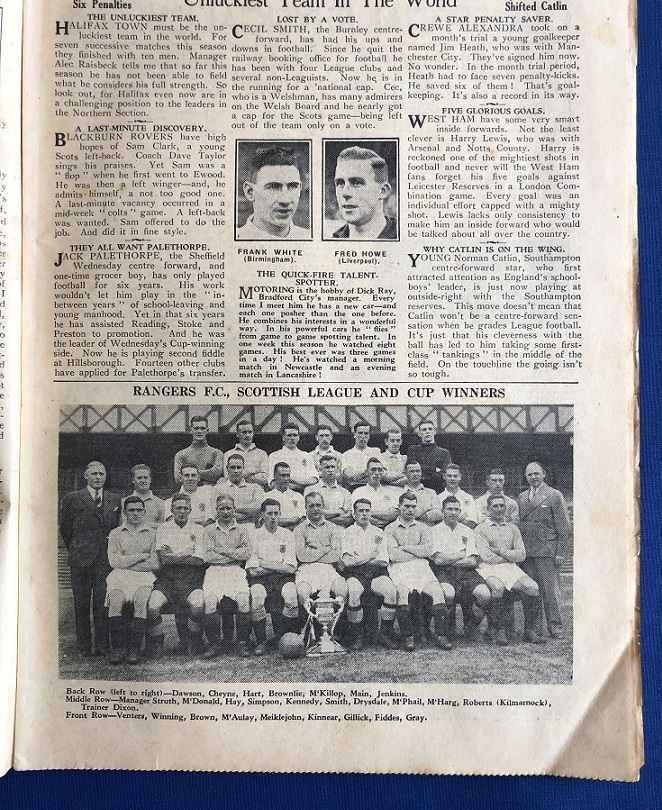 Six Penalties
Unluckiest Team In The World
Shifted Catlin
THE UNLUCKIEST TEAM.
HALIFAX TOWN must be the un-
luckiest team in the world. For
seven successive matches this season
they finished with ten men. Manager
Alec Raisbeck tells me that so far this
season he has not been able to field
what he considers his full strength. So
look out, for Halifax even now are in
a challenging position to the leaders in
the Northern Section.
A LAST-MINUTE DISCOVERY.
BLACKBURN ROVERS have high
hopes of Sam Clark, a young
Scots left-back. Coach Dave Taylor
sings his praises. Yet Sam was a
" flop " when he first went to Ewood.
He was then a left winger—and, he
admits himself, a not too good one.
A last-minute vacancy occurred in a
mid-week " colts " game. A left-back
was wanted. Sam offered to do the
job. And did it in fine style.
THEY ALL WANT PALETHORPE.
JACK PALETHORPE, the Sheffield
Wednesday centre forward, and
one-time grocer boy, has only played
football for six years. His work
wouldn't let him play in the " in-
between years " of school-leaving and
young manhood. Yet in that six years
he has assisted Reading, Stoke and
Preston to promotion. And he was
the leader of Wednesday's Cup-winning
side. Now he is playing second fiddle
at Hillsborough. Fourteen other clubs
have applied for Palethorpe's transfer.
LOST BY A VOTE.
CECIL SMITH, the Burnley centre-
forward, has had his ups and
downs in football. Since he quit the
railway booking office for football he
has been with four League clubs and
several non-Leaguists. Now he is in
the running for a 'national cap. Cec,
who is a Welshman, has many admirers
on the Welsh Board and he nearly got
a cap for the Scots game—being left
out of the team only on a vote.
FRANK WHITE
(Birmingham).
FRED HOWE
(Liverpool).
THE QUICK-FIRE TALENT-
SPOTTER.
MOTORING is the hobby of Dick Ray,
Bradford City's manager. Every
time I meet him he has a new car—and
each one posher than the one before.
He combines his interests in a wonderful
way. In his powerful cars he " flies "
from game to game spotting talent. In
one week this season he watched eight
games. His best ever was three games
in a day ! He's watched a morning
match in Newcastle and an evening
match in Lancashire !
A STAR PENALTY SAVER.
CREWE ALEXANDRA took on a
month's trial a young goalkeeper
named Jim Heath, who was with Man-
chester City. They've signed him now.
No wonder. In the month trial period,
Heath had to face seven penalty-kicks.
He saved six of them ! That's goal-
keeping. It's also a record in its way.
FIVE GLORIOUS GOALS.
WEST HAM have some very smart
inside forwards. Not the least
clever is Harry Lewis, who was with
Arsenal and Notts County. Harry is
reckoned one of the mightiest shots in
football and never will the West Ham
fans forget his five goals against
Leicester Reserves in a London Com-
bination game. Every goal was an
individual effort capped with a mighty
shot. Lewis lacks only consistency to
make him an inside forward who would
be talked about all over the country.
WHY CATLIN IS ON THE WING.
YOUNG Norman Catlin, Southampton
centre-forward star, who first
attracted attention as England's school-
boys' leader, is just now playing at
outside-right with the Southampton
reserves. This move doesn't mean that
Catlin won't be a centre-forward sen-
sation when he grades League football.
It's just that his cleverness with the
ball has led to him taking some first-
class " tankings " in the middle of the
field. On the touchline the going isn't
so tough.
RANGERS F.C., SCOTTISH LEAGUE AND CUP WINNERS
Back Row (left to right)—Dawson, Cheyne, Hart, Brownlie, M'Killop, Main, Jenkins.
Middle Row—Manager Struth, M'Donald, Hay, Simpson, Kennedy, Smith, Drysdale, M'Phail, M'Harg, Roberts (Kilmarnock),
Trainer Dixon.
Front Row—Venters, Winning, Brown, M'Aulay, Meiklejohn, Kinnear, Gillick, Fiddes, Gray.